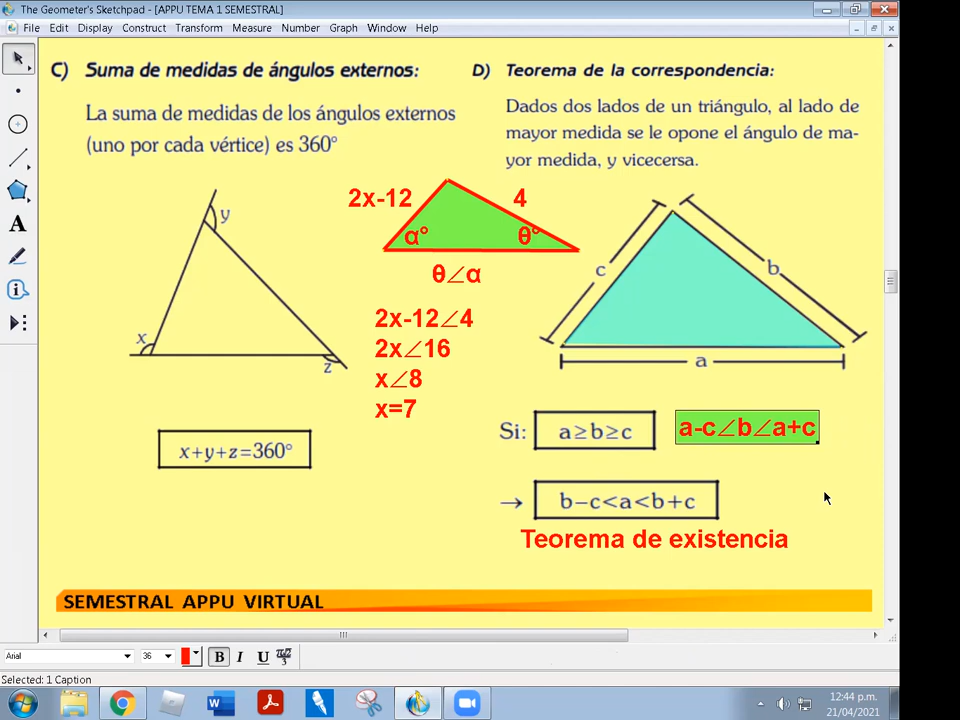 The Geometer's Sketchpad - [APPU TEMA 1 SEMESTRAL]
File Edit Display Construct Transform Measure Number Graph Window Help
C) Suma de medidas de ángulos externos:
La suma de medidas de los ángulos externos
(uno por cada vértice) es 360°
y
x
z
x+y+z=360°
2x-12
4
α°
θ°
θ∠α
2x-12∠4
2x∠16
x∠8
x=7
D) Teorema de la correspondencia:
Dados dos lados de un triángulo, al lado de
mayor medida se le opone el ángulo de ma-
yor medida, y vicecersa.
c
b
a
Si: a≥b≥c
a-c∠b∠a+c
→ b−c<a<b+c
Teorema de existencia
SEMESTRAL APPU VIRTUAL
Arial 36 B I U
Selected: 1 Caption
12:44 p.m.
21/04/2021